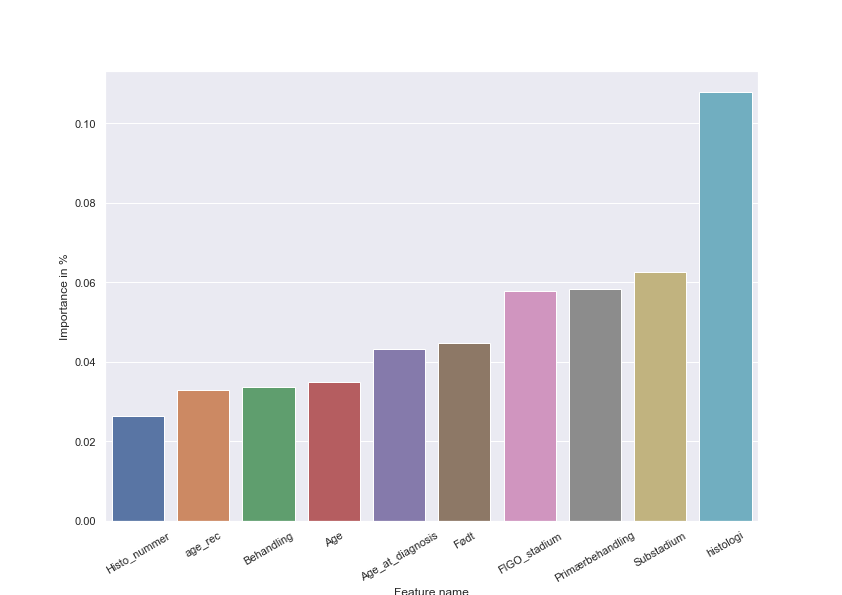 0.10
0.08
0.06
0.04
0.02
0.00
Importance in %
Histo_nummer
age_rec
Behandling
Age
Age_at_diagnosis
Født
FIGO_stadium
Primærbehandling
Substadium
histologi
Feature name